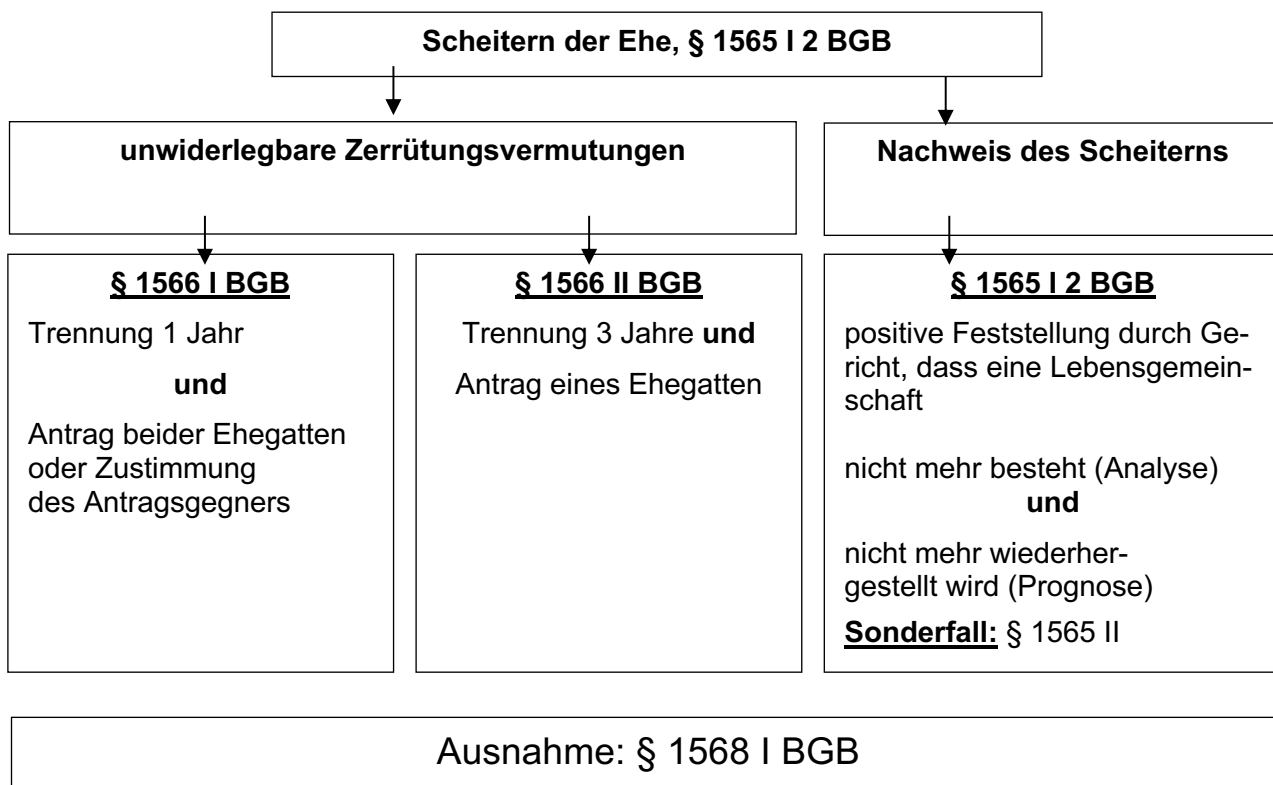 Scheitern der Ehe, § 1565 I 2 BGB
unwiderlegbare Zerrütungsvermutungen
Nachweis des Scheiterns
§ 1566 I BGB
Trennung 1 Jahr
und
Antrag beider Ehegatten
oder Zustimmung
des Antragsgegners
§ 1566 II BGB
Trennung 3 Jahre und
Antrag eines Ehegatten
§ 1565 I 2 BGB
positive Feststellung durch Ge-
richt, dass eine Lebensgemein-
schaft
nicht mehr besteht (Analyse)
und
nicht mehr wiederher-
gestellt wird (Prognose)
Sonderfall: § 1565 II
Ausnahme: § 1568 I BGB